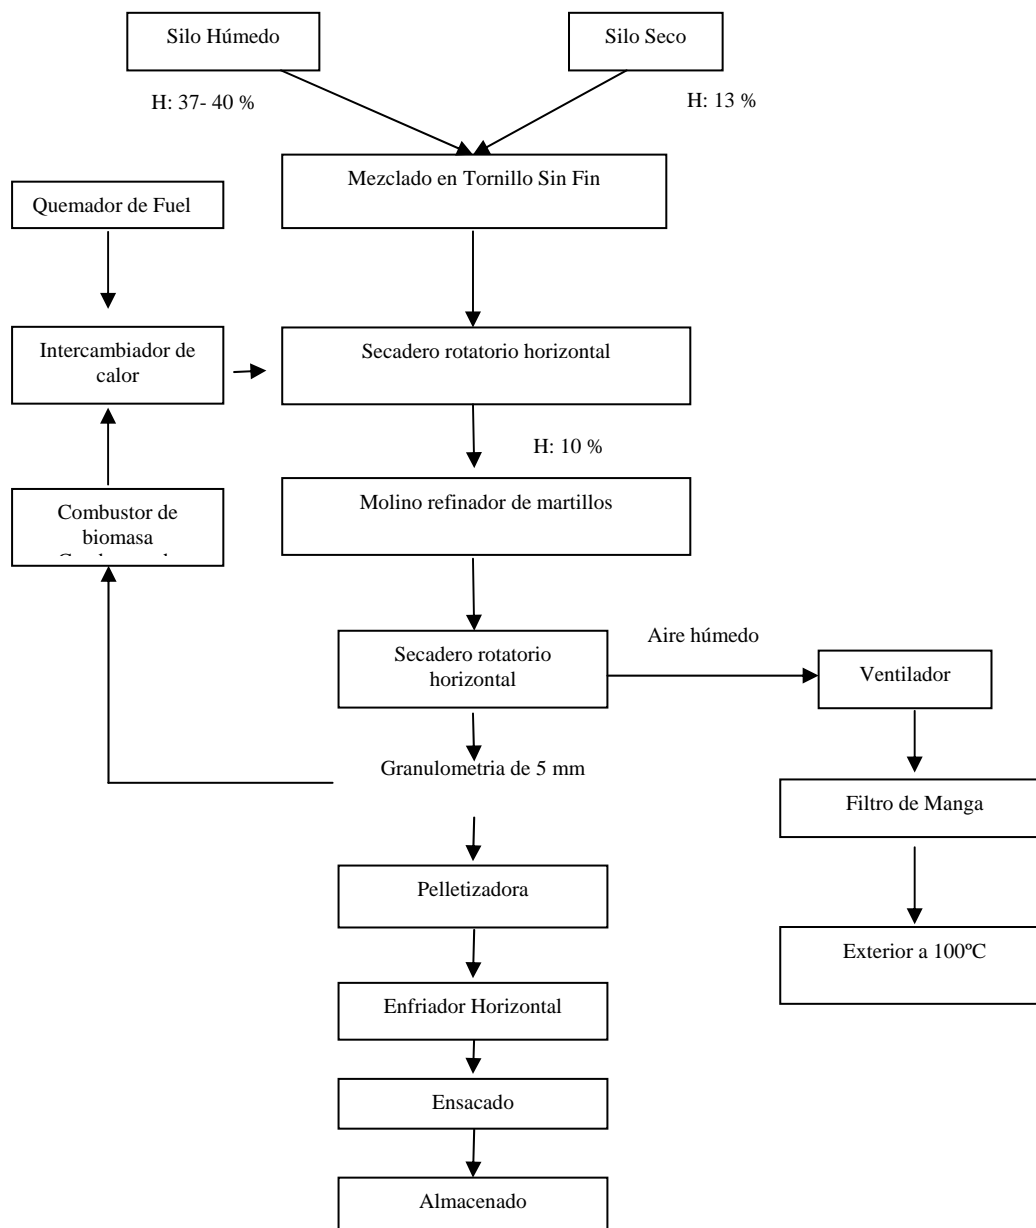 Silo Húmedo
Silo Seco
H: 37- 40 %
H: 13 %
Mezclado en Tornillo Sin Fin
Quemador de Fuel
Intercambiador de
calor
Secadero rotatorio horizontal
H: 10 %
Combustor de
biomasa
Molino refinador de martillos
Secadero rotatorio
horizontal
Aire húmedo
Ventilador
Granulometria de 5 mm
Filtro de Manga
Pelletizadora
Exterior a 100ºC
Enfriador Horizontal
Ensacado
Almacenado